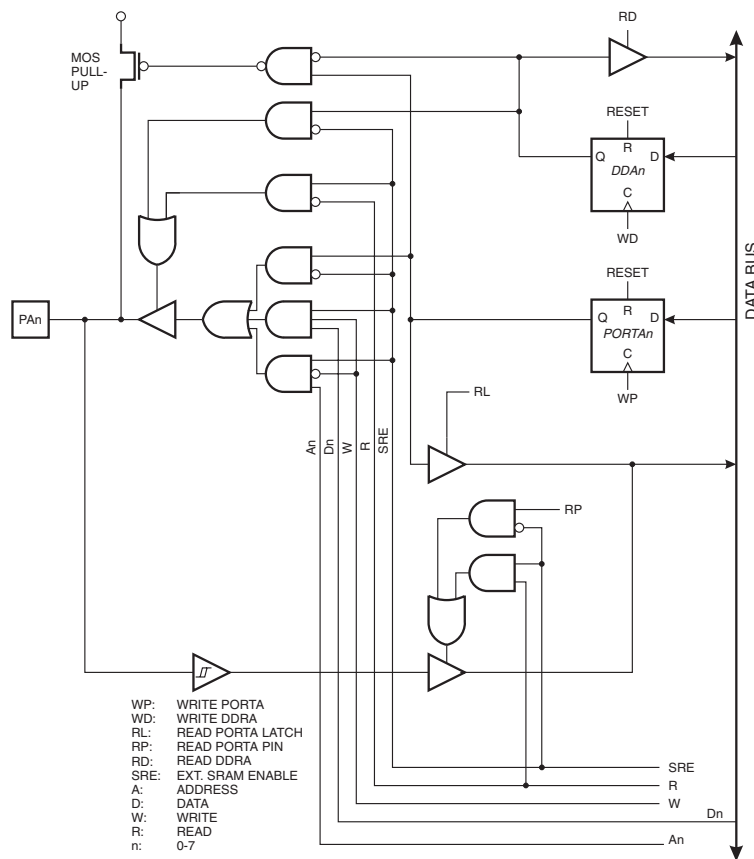 RD
MOS
PULL-
UP
RESET
R
Q
D
DDAn
C
WD
RESET
R
Q
D
PORTAn
C
WP
DATA BUS
PAn
RL
An
Dn
W
R
SRE
RP
WP: WRITE PORTA
WD: WRITE DDRA
RL: READ PORTA LATCH
RP: READ PORTA PIN
RD: READ DDRA
SRE: EXT. SRAM ENABLE
A: ADDRESS
D: DATA
W: WRITE
R: READ
n: 0-7
SRE
R
W
Dn
An